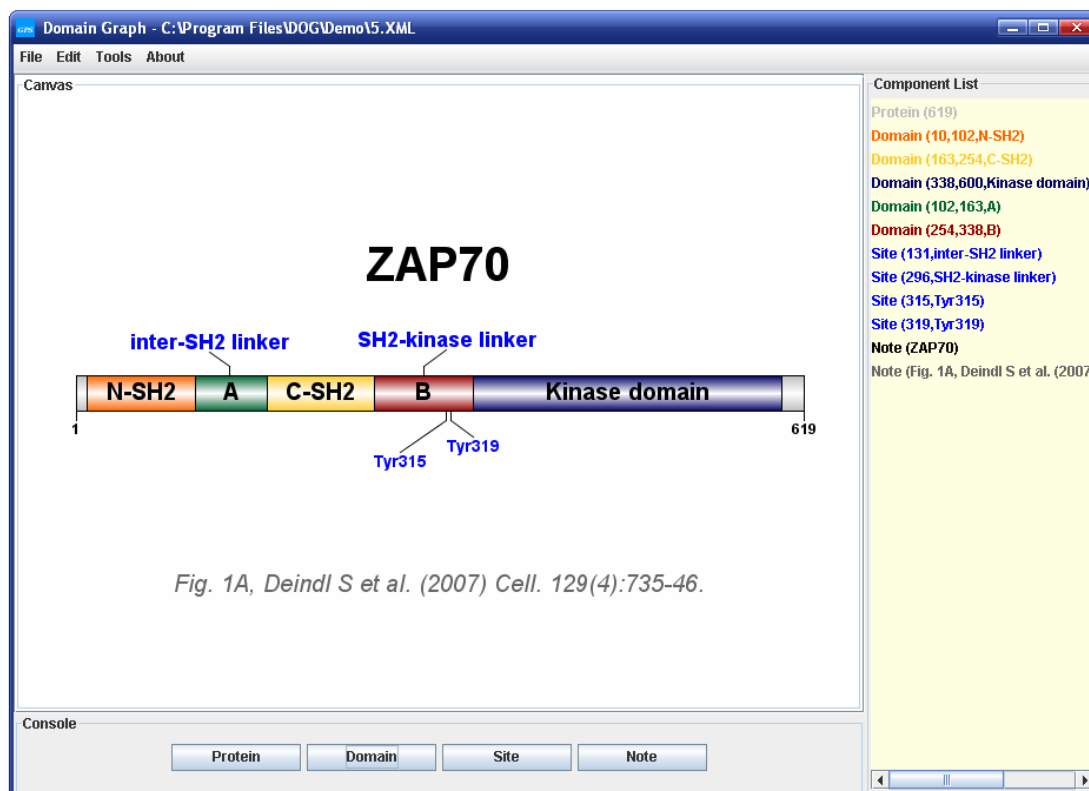 GPS Domain Graph - C:\Program Files\DOG\Demo\5.XML
File Edit Tools About
Canvas
ZAP70
inter-SH2 linker
SH2-kinase linker
N-SH2 A C-SH2 B Kinase domain
1 619
Tyr315
Tyr319
Fig. 1A, Deindl S et al. (2007) Cell. 129(4):735-46.
Component List
Protein (619)
Domain (10,102,N-SH2)
Domain (163,254,C-SH2)
Domain (338,600,Kinase domain)
Domain (102,163,A)
Domain (254,338,B)
Site (131,inter-SH2 linker)
Site (296,SH2-kinase linker)
Site (315,Tyr315)
Site (319,Tyr319)
Note (ZAP70)
Note (Fig. 1A, Deindl S et al. (2007
Console
Protein Domain Site Note